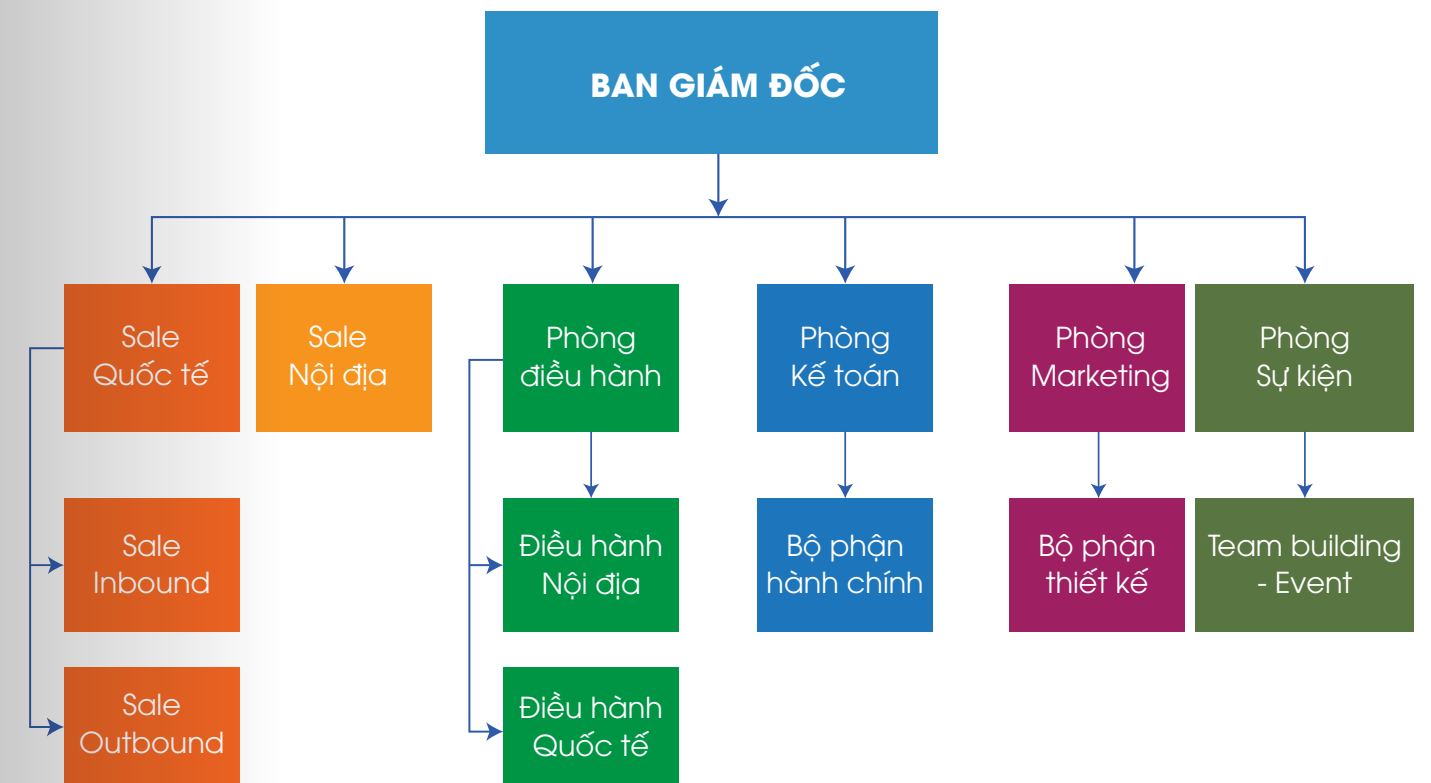 BAN GIÁM ĐỐC
Sale
Quốc tế
Sale
Nội địa
Phòng
điều hành
Phòng
Kế toán
Phòng
Marketing
Phòng
Sự kiện
Sale
Inbound
Điều hành
Nội địa
Bộ phận
hành chính
Bộ phận
thiết kế
Team building
- Event
Sale
Outbound
Điều hành
Quốc tế